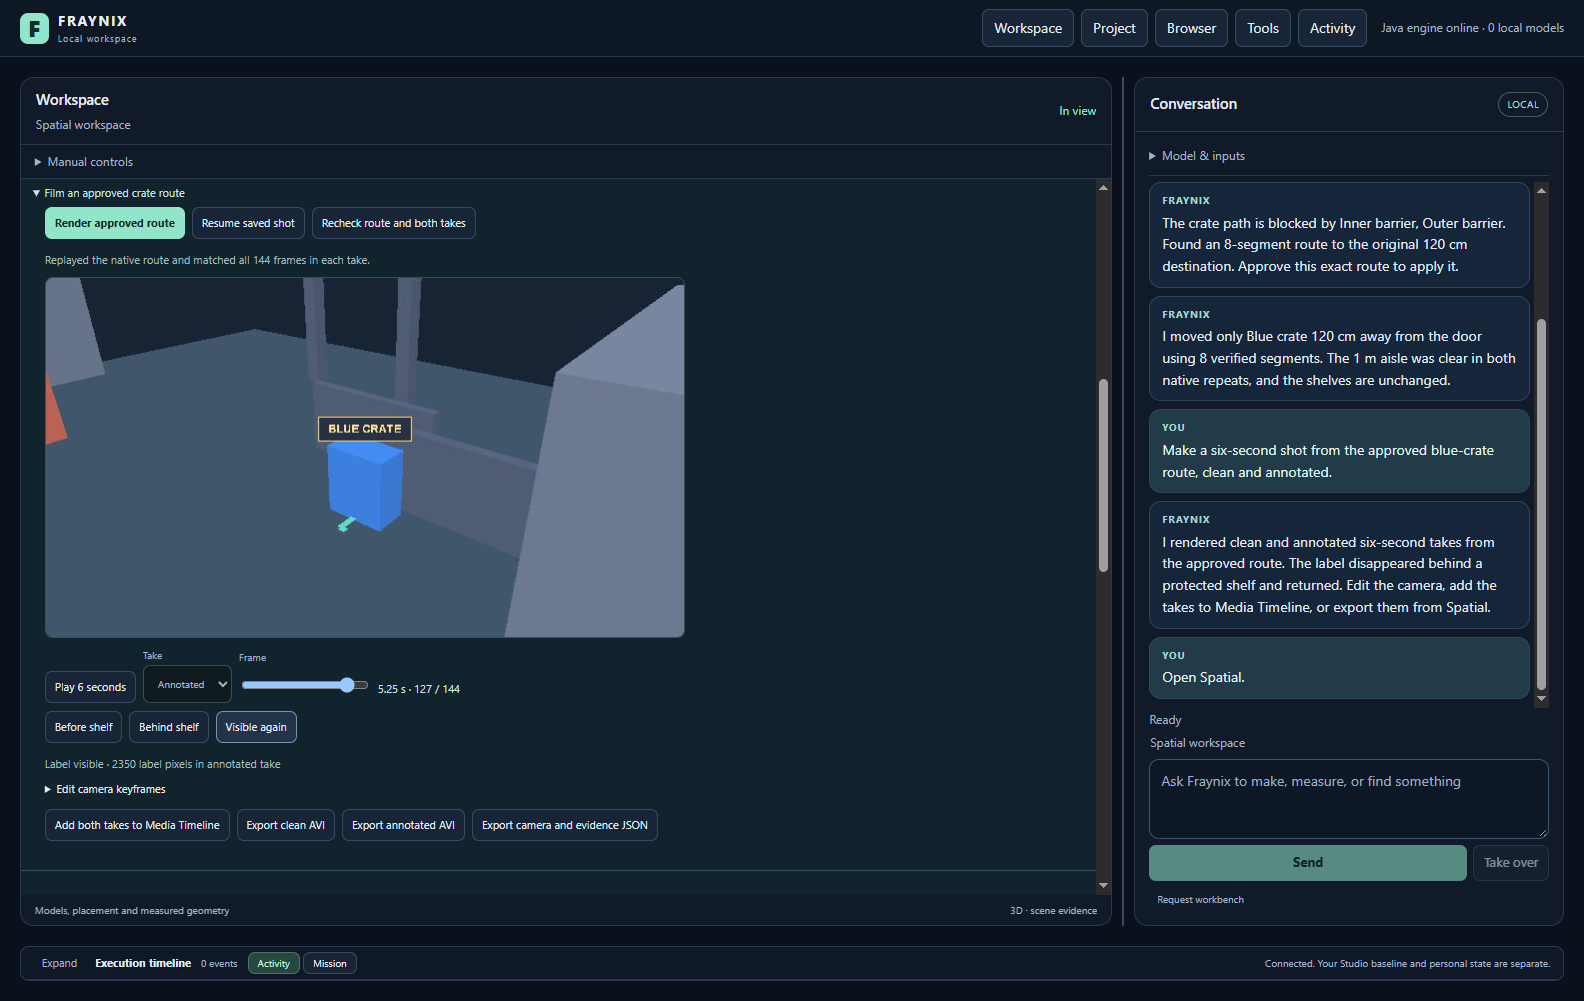 F
FRAYNIX
Local workspace
Workspace
Project
Browser
Tools
Activity
Java engine online · 0 local models
Workspace
Spatial workspace
In view
Manual controls
Film an approved crate route
Render approved route
Resume saved shot
Recheck route and both takes
Replayed the native route and matched all 144 frames in each take.
BLUE CRATE
Take
Frame
Play 6 seconds
Annotated
5.25 s · 127 / 144
Before shelf
Behind shelf
Visible again
Label visible · 2350 label pixels in annotated take
Edit camera keyframes
Add both takes to Media Timeline
Export clean AVI
Export annotated AVI
Export camera and evidence JSON
Models, placement and measured geometry
3D · scene evidence
Conversation
LOCAL
Model & inputs
FRAYNIX
The crate path is blocked by Inner barrier, Outer barrier.
Found an 8-segment route to the original 120 cm
destination. Approve this exact route to apply it.
FRAYNIX
I moved only Blue crate 120 cm away from the door
using 8 verified segments. The 1 m aisle was clear in both
native repeats, and the shelves are unchanged.
YOU
Make a six-second shot from the approved blue-crate
route, clean and annotated.
FRAYNIX
I rendered clean and annotated six-second takes from
the approved route. The label disappeared behind a
protected shelf and returned. Edit the camera, add the
takes to Media Timeline, or export them from Spatial.
YOU
Open Spatial.
Ready
Spatial workspace
Ask Fraynix to make, measure, or find something
Send
Take over
Request workbench
Expand
Execution timeline
0 events
Activity
Mission
Connected. Your Studio baseline and personal state are separate.